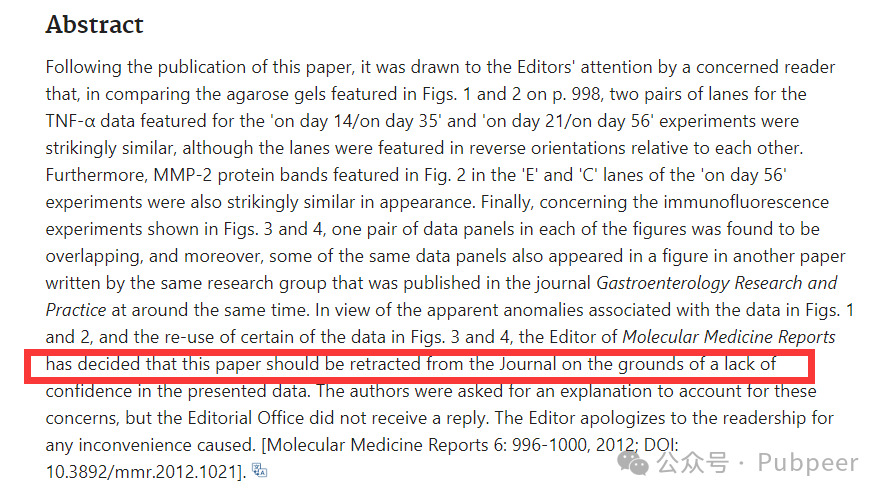 Abstract
Following the publication of this paper, it was drawn to the Editors' attention by a concerned reader
that, in comparing the agarose gels featured in Figs. 1 and 2 on p. 998, two pairs of lanes for the
TNF-α data featured for the 'on day 14/on day 35' and 'on day 21/on day 56' experiments were
strikingly similar, although the lanes were featured in reverse orientations relative to each other.
Furthermore, MMP-2 protein bands featured in Fig. 2 in the 'E' and 'C' lanes of the 'on day 56'
experiments were also strikingly similar in appearance. Finally, concerning the immunofluorescence
experiments shown in Figs. 3 and 4, one pair of data panels in each of the figures was found to be
overlapping, and moreover, some of the same data panels also appeared in a figure in another paper
written by the same research group that was published in the journal Gastroenterology Research and
Practice at around the same time. In view of the apparent anomalies associated with the data in Figs. 1
and 2, and the re-use of certain of the data in Figs. 3 and 4, the Editor of Molecular Medicine Reports
has decided that this paper should be retracted from the Journal on the grounds of a lack of
confidence in the presented data. The authors were asked for an explanation to account for these
concerns, but the Editorial Office did not receive a reply. The Editor apologizes to the readership for
any inconvenience caused. [Molecular Medicine Reports 6: 996-1000, 2012; DOI:
10.3892/mmr.2012.1021].
公众号 · Pubpeer